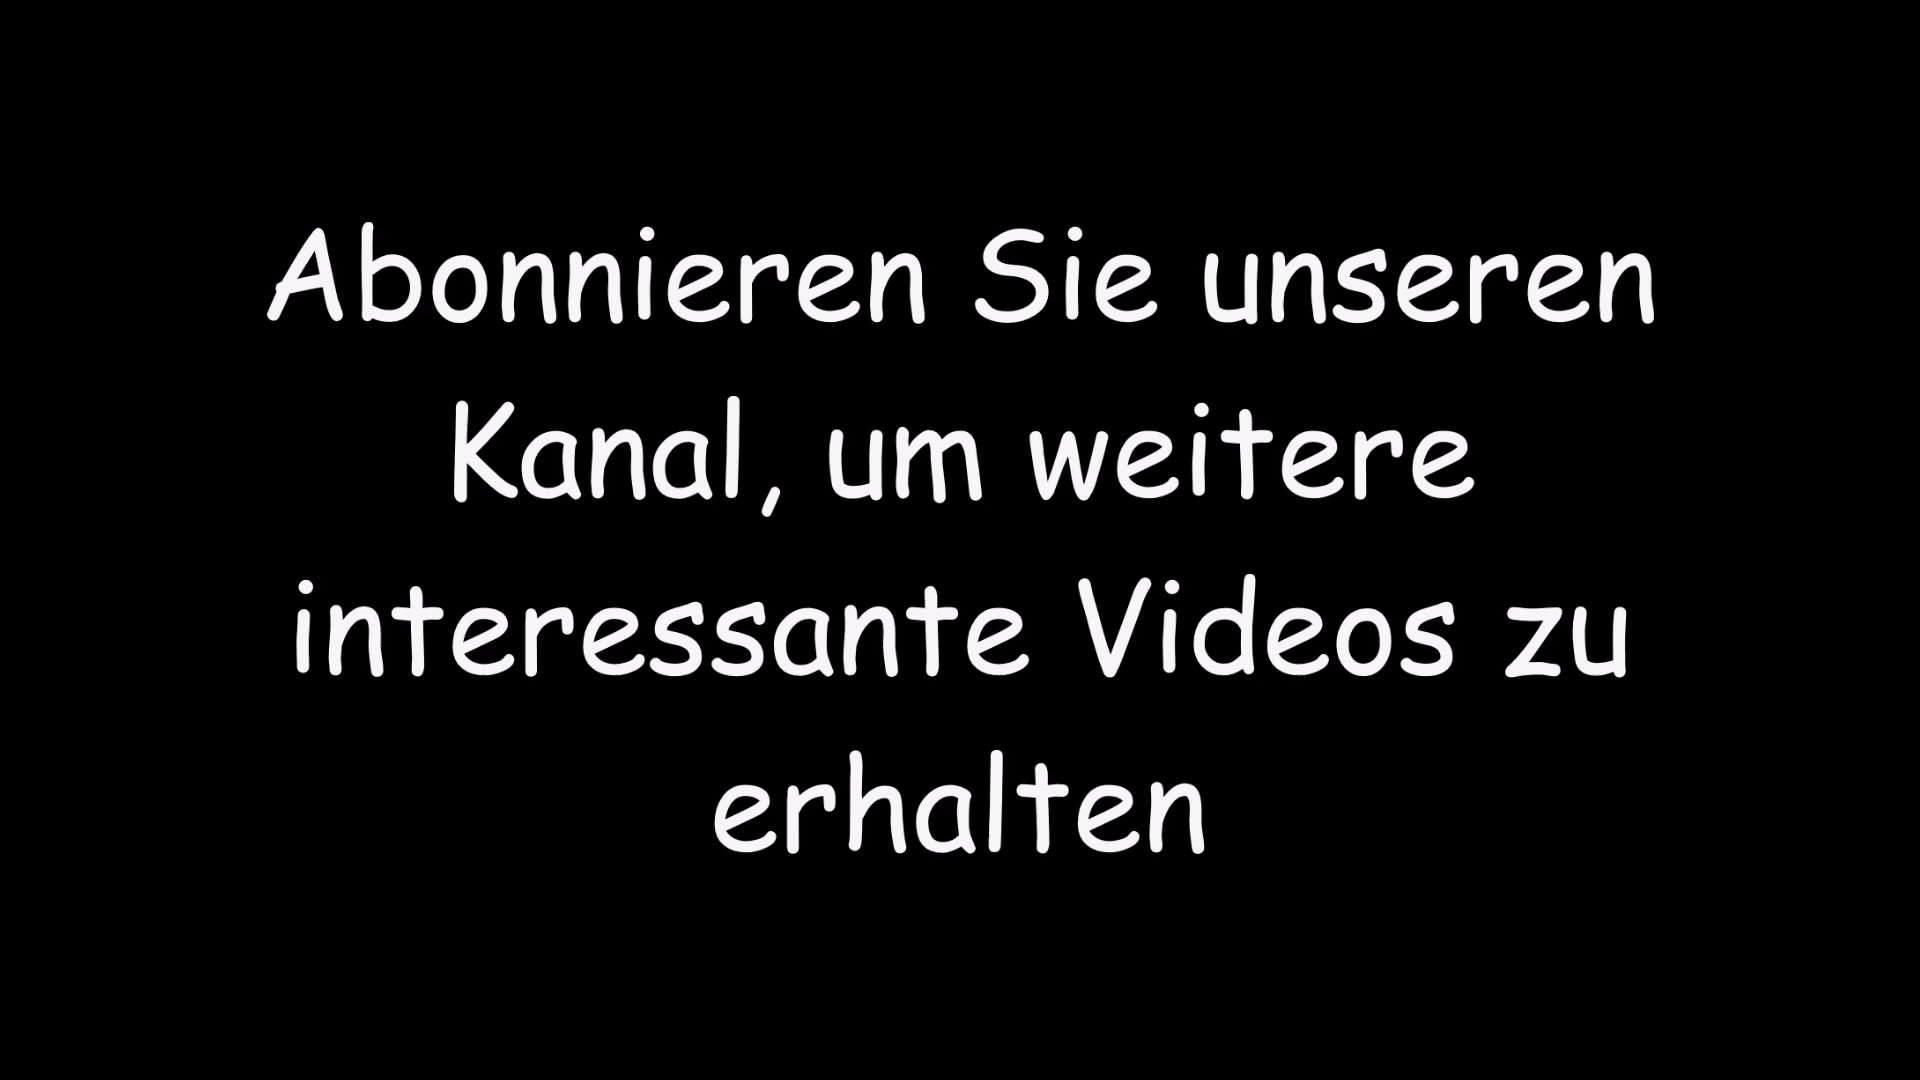 Abonnieren Sie unseren
Kanal, um weitere
interessante Videos zu
erhalten